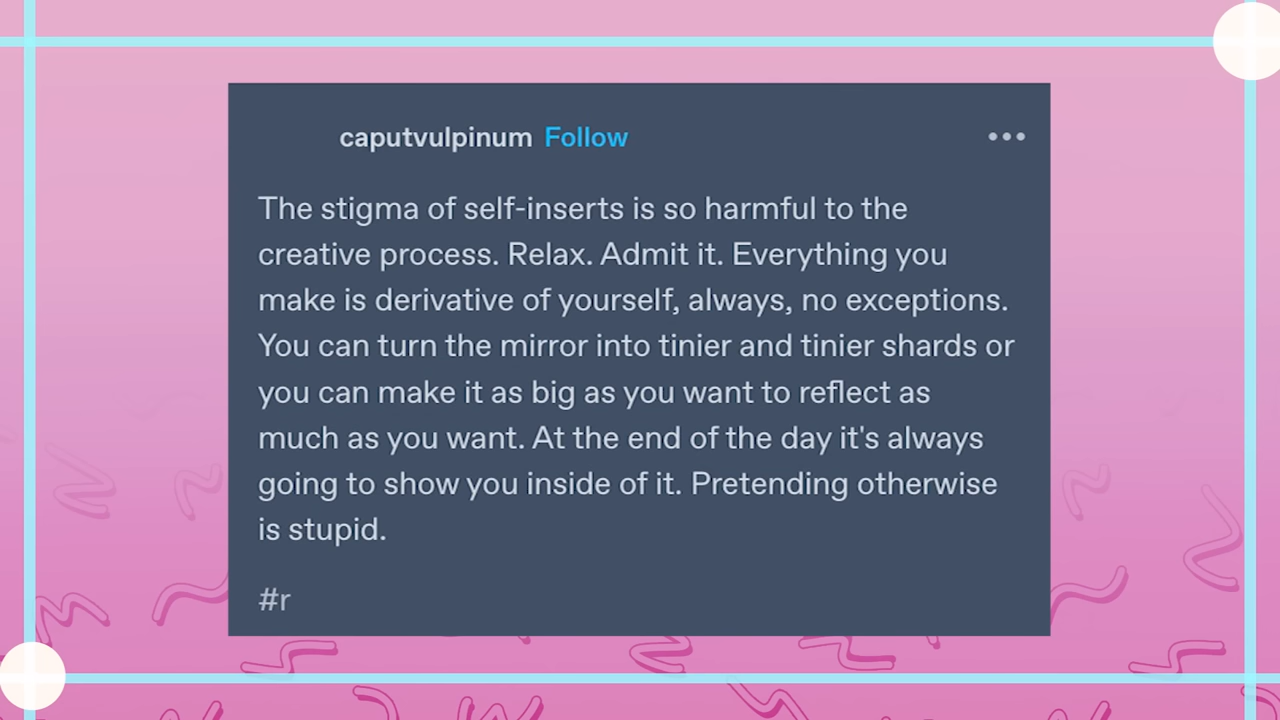 caputvulpinum Follow
The stigma of self-inserts is so harmful to the
creative process. Relax. Admit it. Everything you
make is derivative of yourself, always, no exceptions.
You can turn the mirror into tinier and tinier shards or
you can make it as big as you want to reflect as
much as you want. At the end of the day it's always
going to show you inside of it. Pretending otherwise
is stupid.
#r